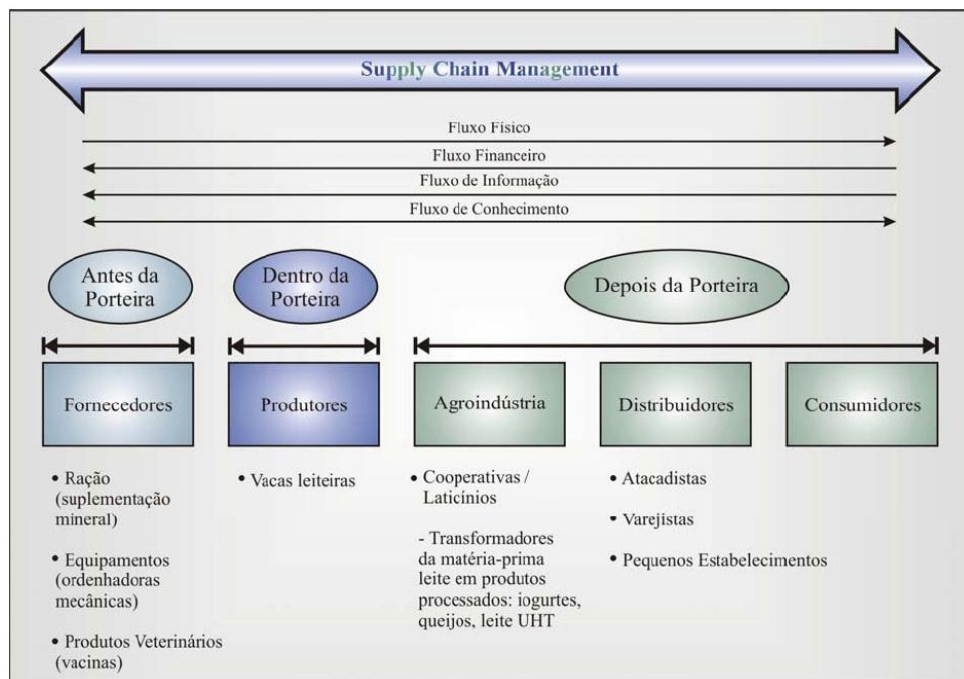 Supply Chain Management
Fluxo Físico
Fluxo Financeiro
Fluxo de Informação
Fluxo de Conhecimento
Antes da
Porteira
Dentro da
Porteira
Depois da Porteira
Fornecedores
Produtores
Agroindústria
Distribuidores
Consumidores
• Ração
(suplementação
mineral)
• Equipamentos
(ordenhadoras
mecânicas)
• Produtos Veterinários
(vacinas)
• Vacas leiteiras
• Cooperativas /
Laticínios
- Transformadores
da matéria-prima
leite em produtos
processados: iogurtes,
queijos, leite UHT
• Atacadistas
• Varejístas
• Pequenos Estabelecimentos